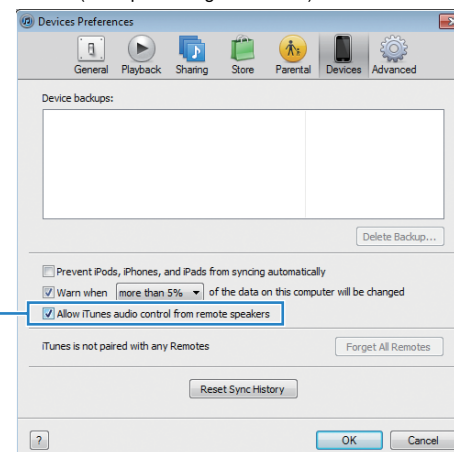 Devices Preferences
General Playback Sharing Store Parental Devices Advanced
Device backups:
Delete Backup...
Prevent iPods, iPhones, and iPads from syncing automatically
Warn when more than 5% of the data on this computer will be changed
Allow iTunes audio control from remote speakers
iTunes is not paired with any Remotes
Forget All Remotes
Reset Sync History
? OK Cancel